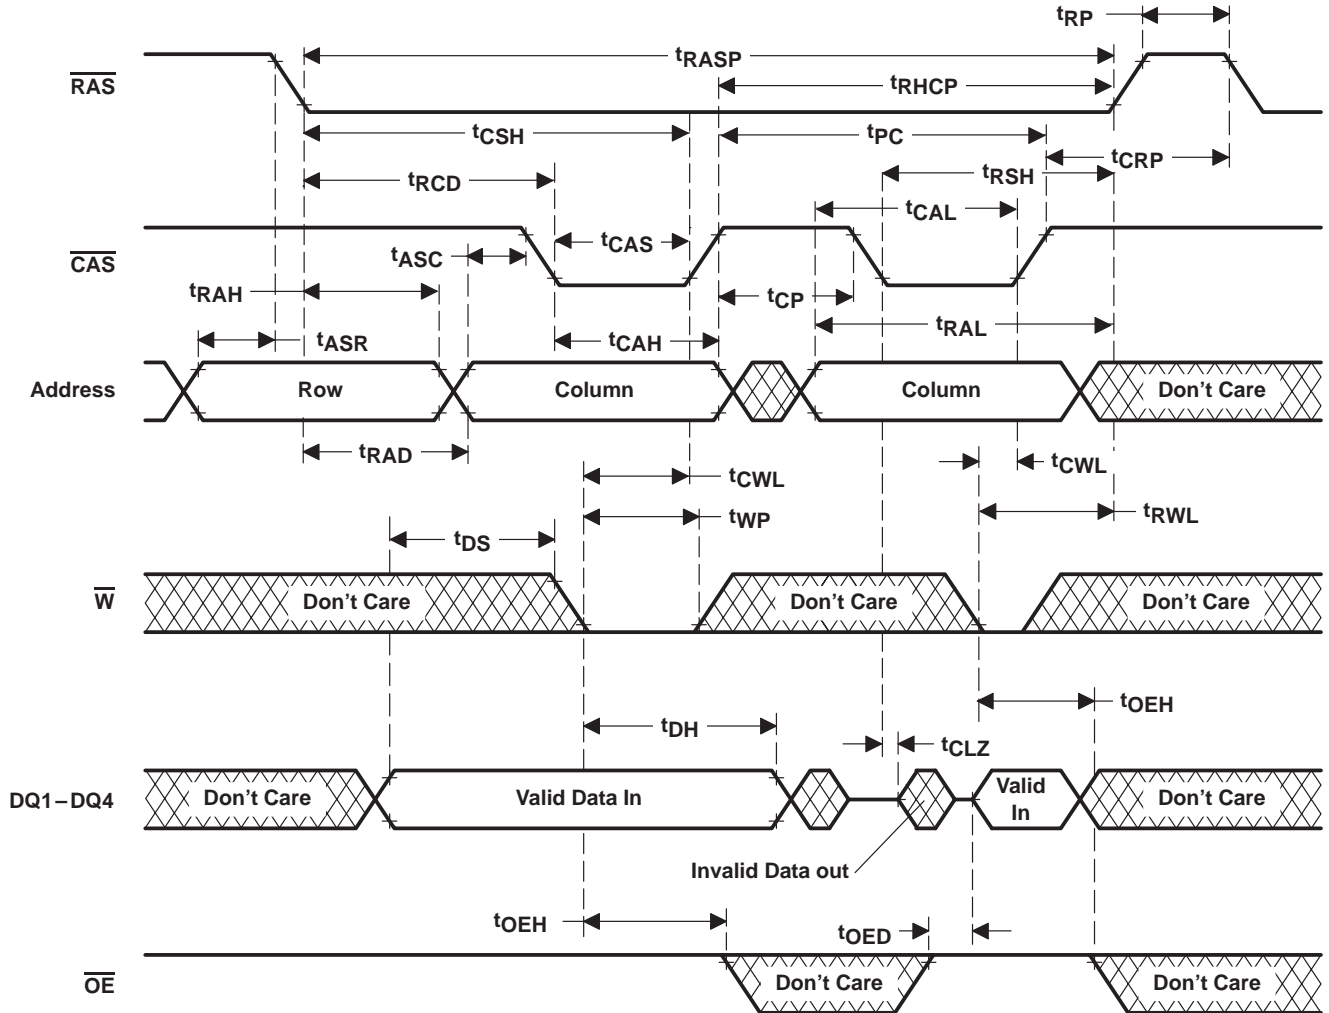 tRP
tRASP
RAS
tRHCP
tCSH
tPC
tCRP
tRCD
tRSH
tCAL
tCAS
CAS
tASC
tRAH
tCP
tRAL
tASR
tCAH
Address
Row
Column
Column
Don't Care
tRAD
tCWL
tCWL
tWP
tRWL
tDS
W
Don't Care
Don't Care
Don't Care
tOEH
tDH
tCLZ
DQ1–DQ4
Don't Care
Valid Data In
Valid
In
Don't Care
Invalid Data out
tOEH
tOED
OE
Don't Care
Don't Care